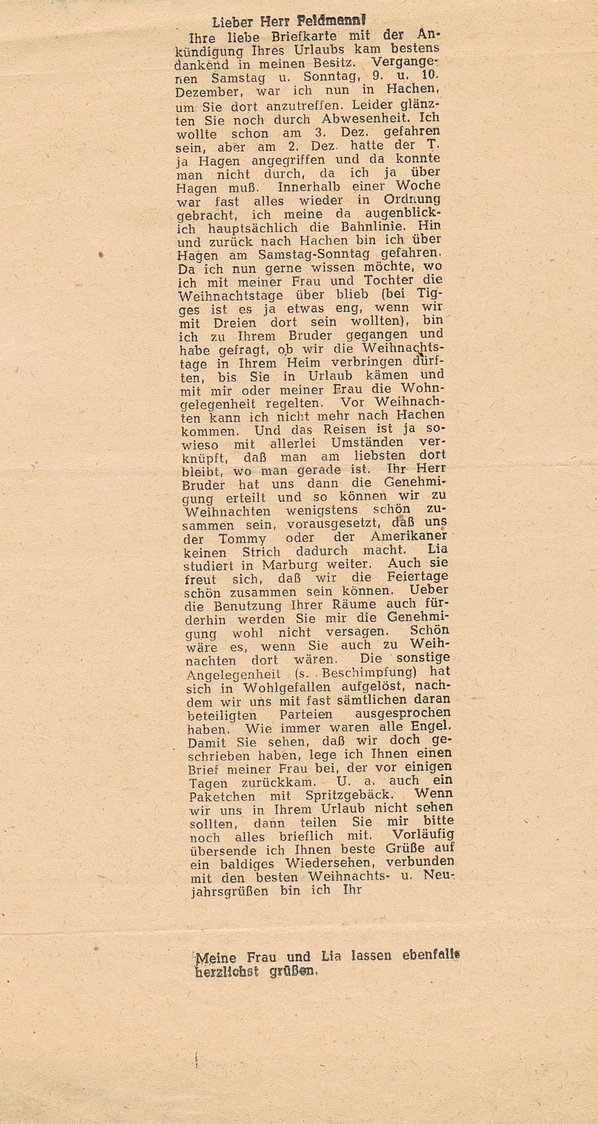 Lieber Herr Feldmann!
Ihre liebe Briefkarte mit der An-
kündigung Ihres Urlaubs kam bestens
dankend in meinen Besitz. Vergange-
nen Samstag u. Sonntag, 9. u. 10.
Dezember, war ich nun in Hachen,
um Sie dort anzutreffen. Leider glänz-
ten Sie noch durch Abwesenheit. Ich
wollte schon am 3. Dez. gefahren
sein, aber am 2. Dez. hatte der T.
ja Hagen angegriffen und da konnte
man nicht durch, da ich ja über
Hagen muß. Innerhalb einer Woche
war fast alles wieder in Ordnung
gebracht, ich meine da augenblick-
ich hauptsächlich die Bahnlinie. Hin
und zurück nach Hachen bin ich über
Hagen am Samstag-Sonntag gefahren.
Da ich nun gerne wissen möchte, wo
ich mit meiner Frau und Tochter die
Weihnachtstage über blieb (bei Tig-
ges ist es ja etwas eng, wenn wir
mit Dreien dort sein wollten), bin
ich zu Ihrem Bruder gegangen und
habe gefragt, ob wir die Weihnachts-
tage in Ihrem Heim verbringen dürf-
ten, bis Sie in Urlaub kämen und
mit mir oder meiner Frau die Wohn-
gelegenheit regelten. Vor Weihnach-
ten kann ich nicht mehr nach Hachen
kommen. Und das Reisen ist ja so-
wieso mit allerlei Umständen ver-
knüpft, daß man am liebsten dort
bleibt, wo man gerade ist. Ihr Herr
Bruder hat uns dann die Genehmi-
gung erteilt und so können wir zu
Weihnachten wenigstens schön zu-
sammen sein, vorausgesetzt, daß uns
der Tommy oder der Amerikaner
keinen Strich dadurch macht. Lia
studiert in Marburg weiter. Auch sie
freut sich, daß wir die Feiertage
schön zusammen sein können. Ueber
die Benutzung Ihrer Räume auch für-
derhin werden Sie mir die Genehmi-
gung wohl nicht versagen. Schön
wäre es, wenn Sie auch zu Weih-
nachten dort wären. Die sonstige
Angelegenheit (s. Beschimpfung) hat
sich in Wohlgefallen aufgelöst, nach-
dem wir uns mit fast sämtlichen daran
beteiligten Parteien ausgesprochen
haben. Wie immer waren alle Engel.
Damit Sie sehen, daß wir doch ge-
schrieben haben, lege ich Ihnen einen
Brief meiner Frau bei, der vor einigen
Tagen zurückkam. U. a. auch ein
Paketchen mit Spritzgebäck. Wenn
wir uns in Ihrem Urlaub nicht sehen
sollten, dann teilen Sie mir bitte
noch alles brieflich mit. Vorläufig
übersende ich Ihnen beste Grüße auf
ein baldiges Wiedersehen, verbunden
mit den besten Weihnachts- u. Neu-
jahrsgrüßen bin ich Ihr
Meine Frau und Lia lassen ebenfalls
herzlichst grüßen.